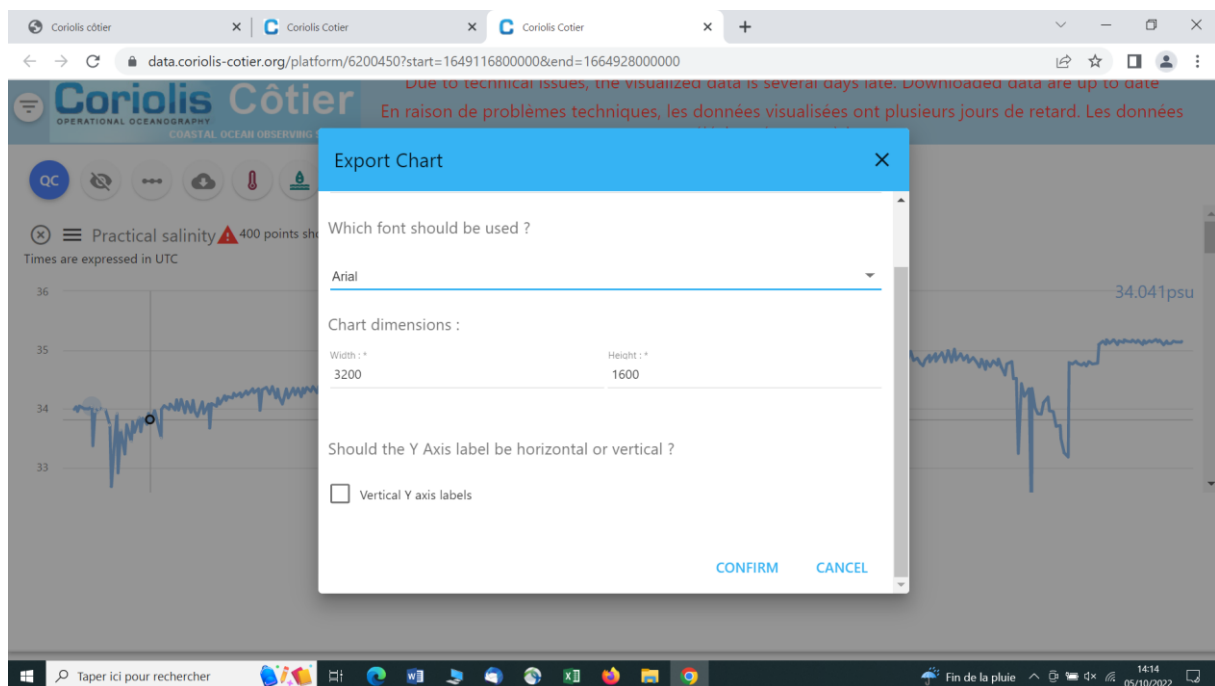 Coriolis côtier
Coriolis Cotier
Coriolis Cotier
data.coriolis-cotier.org/platform/6200450?start=1649116800000&end=1664928000000
Due to technical issues, the visualized data is several days late. Downloaded data are up to date
En raison de problèmes techniques, les données visualisées ont plusieurs jours de retard. Les données
Coriolis Côtier
OPERATIONAL OCEANOGRAPHY
COASTAL OCEAN OBSERVING
Export Chart
QC
Which font should be used ?
Practical salinity 400 points sh
Times are expressed in UTC
Arial
36
34.041psu
Chart dimensions :
35
Width : *
Height : *
3200
1600
34
Should the Y Axis label be horizontal or vertical ?
33
Vertical Y axis labels
CONFIRM
CANCEL
Taper ici pour rechercher
Fin de la pluie
14:14
05/10/2022